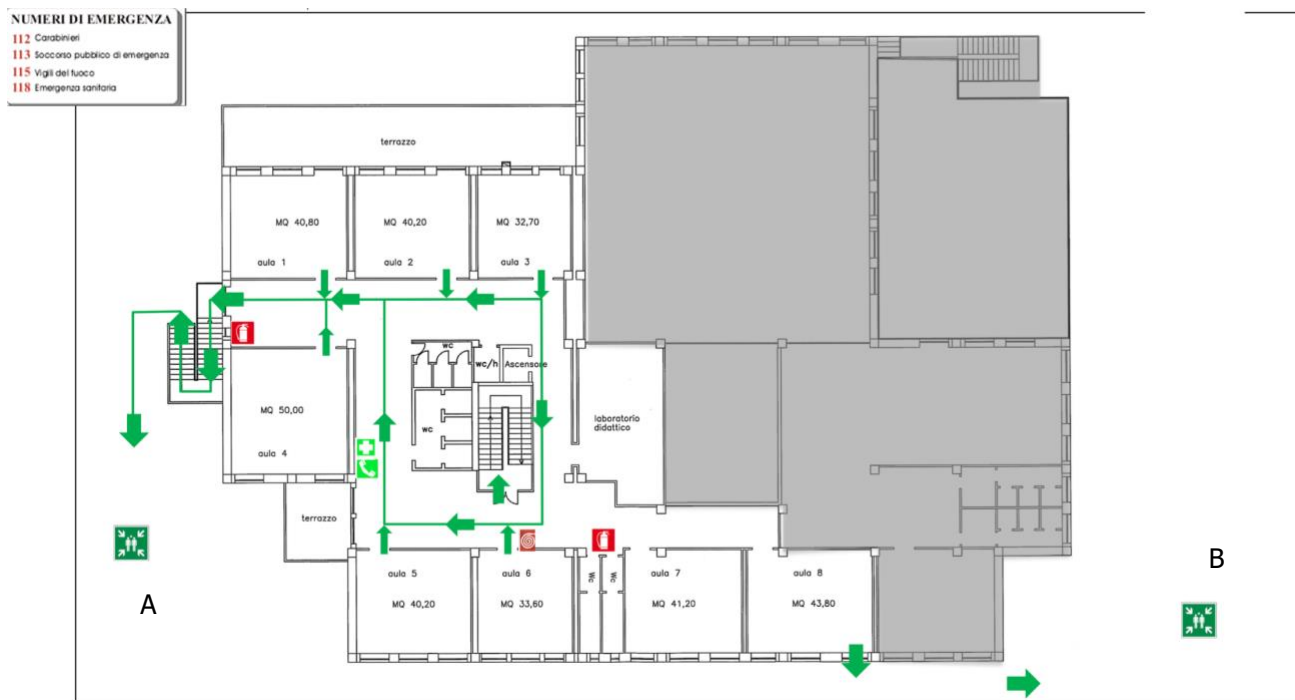 NUMERI DI EMERGENZA
112 Carabinieri
113 Soccorso pubblico di emergenza
115 Vigili del fuoco
118 Emergenza sanitaria
terrazzo
MQ 40,80
MQ 40,20
MQ 32,70
aula 1
aula 2
aula 3
wc
wc/h
Ascensore
MQ 50,00
laboratorio
didattico
wc
aula 4
terrazzo
aula 5
aula 6
Wc
Wc
aula 7
aula 8
MQ 40,20
MQ 33,60
MQ 41,20
MQ 43,80
A
B